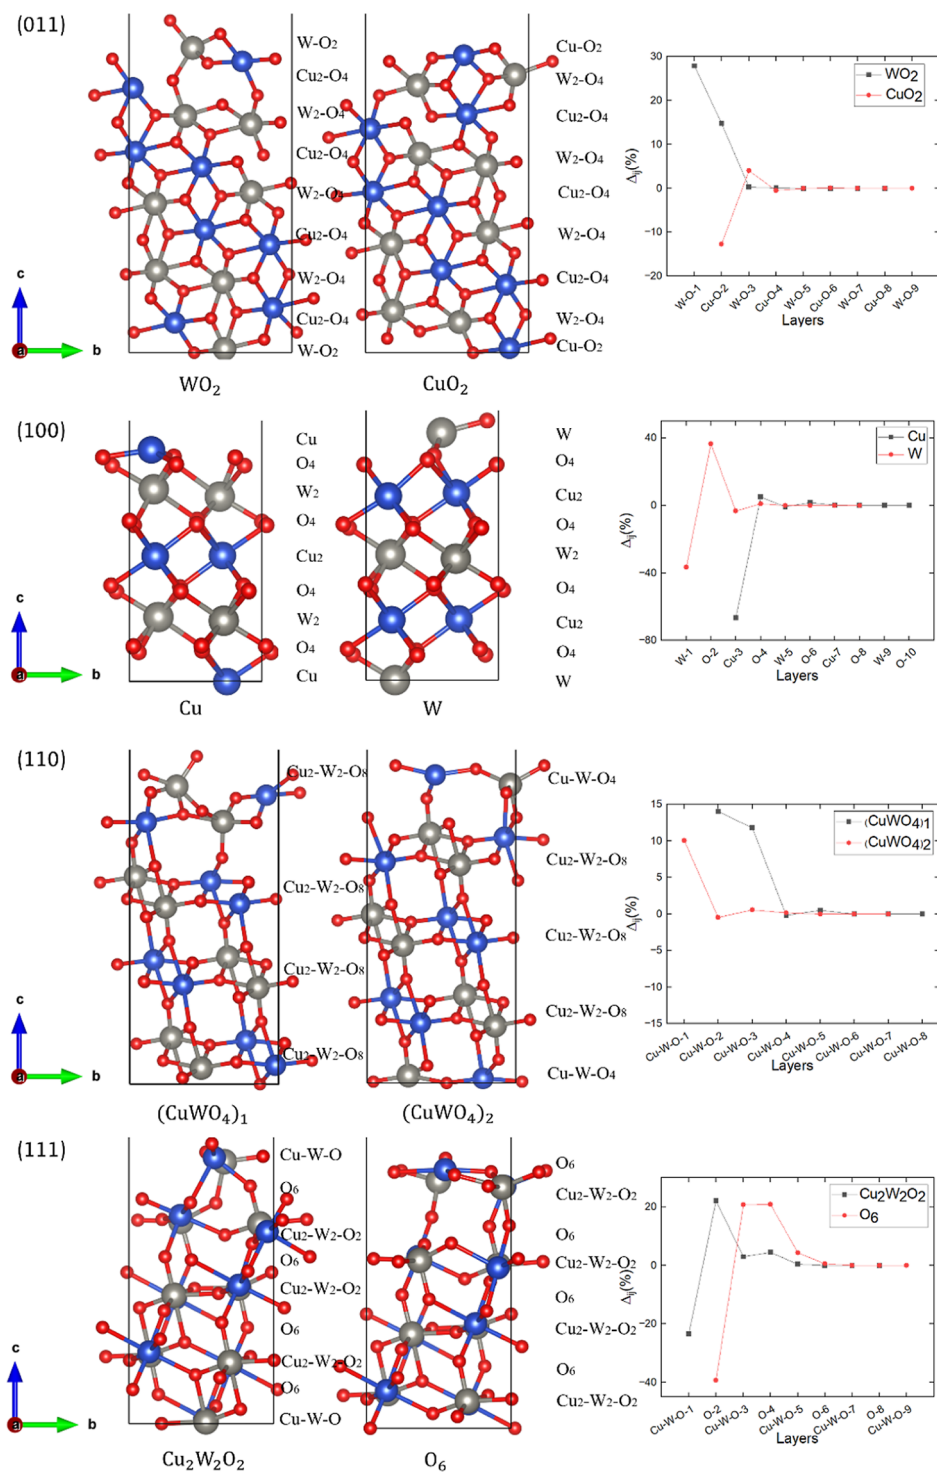 (011)
W-O2
Cu2-O4
W2-O4
Cu2-O4
W2-O4
Cu2-O4
W2-O4
Cu2-O4
W-O2
c
a
b
WO2
Cu-O2
W2-O4
Cu2-O4
W2-O4
Cu2-O4
W2-O4
Cu2-O4
W2-O4
Cu-O2
CuO2
30
20
10
0
−10
−20
Δij(%)
WO2
CuO2
W-O-1
Cu-O-2
W-O-3
Cu-O-4
W-O-5
Cu-O-6
W-O-7
Cu-O-8
W-O-9
Layers
(100)
Cu
O4
W2
O4
Cu2
O4
W2
O4
Cu
c
a
b
Cu
W
O4
Cu2
O4
W2
O4
Cu2
O4
W
W
40
0
−40
−80
Δij(%)
Cu
W
W-1
O-2
Cu-3
O-4
W-5
O-6
Cu-7
O-8
W-9
O-10
Layers
(110)
Cu2-W2-O8
Cu2-W2-O8
Cu2-W2-O8
Cu2-W2-O8
c
a
b
(CuWO4)1
Cu-W-O4
Cu2-W2-O8
Cu2-W2-O8
Cu2-W2-O8
Cu-W-O4
(CuWO4)2
15
10
5
0
−5
−10
−15
Δij(%)
(CuWO4)1
(CuWO4)2
Cu-W-O-1
Cu-W-O-2
Cu-W-O-3
Cu-W-O-4
Cu-W-O-5
Cu-W-O-6
Cu-W-O-7
Cu-W-O-8
Layers
(111)
Cu-W-O
O6
Cu2-W2-O2
O6
Cu2-W2-O2
O6
Cu2-W2-O2
O6
Cu-W-O
c
a
b
Cu2W2O2
O6
Cu2-W2-O2
O6
Cu2-W2-O2
O6
Cu2-W2-O2
O6
Cu2-W2-O2
O6
20
0
−20
−40
Δij(%)
Cu2W2O2
O6
Cu-W-O-1
O-2
Cu-W-O-3
O-4
Cu-W-O-5
O-6
Cu-W-O-7
O-8
Cu-W-O-9
Layers